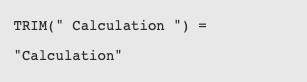 TRIM(" Calculation ") =
"Calculation"